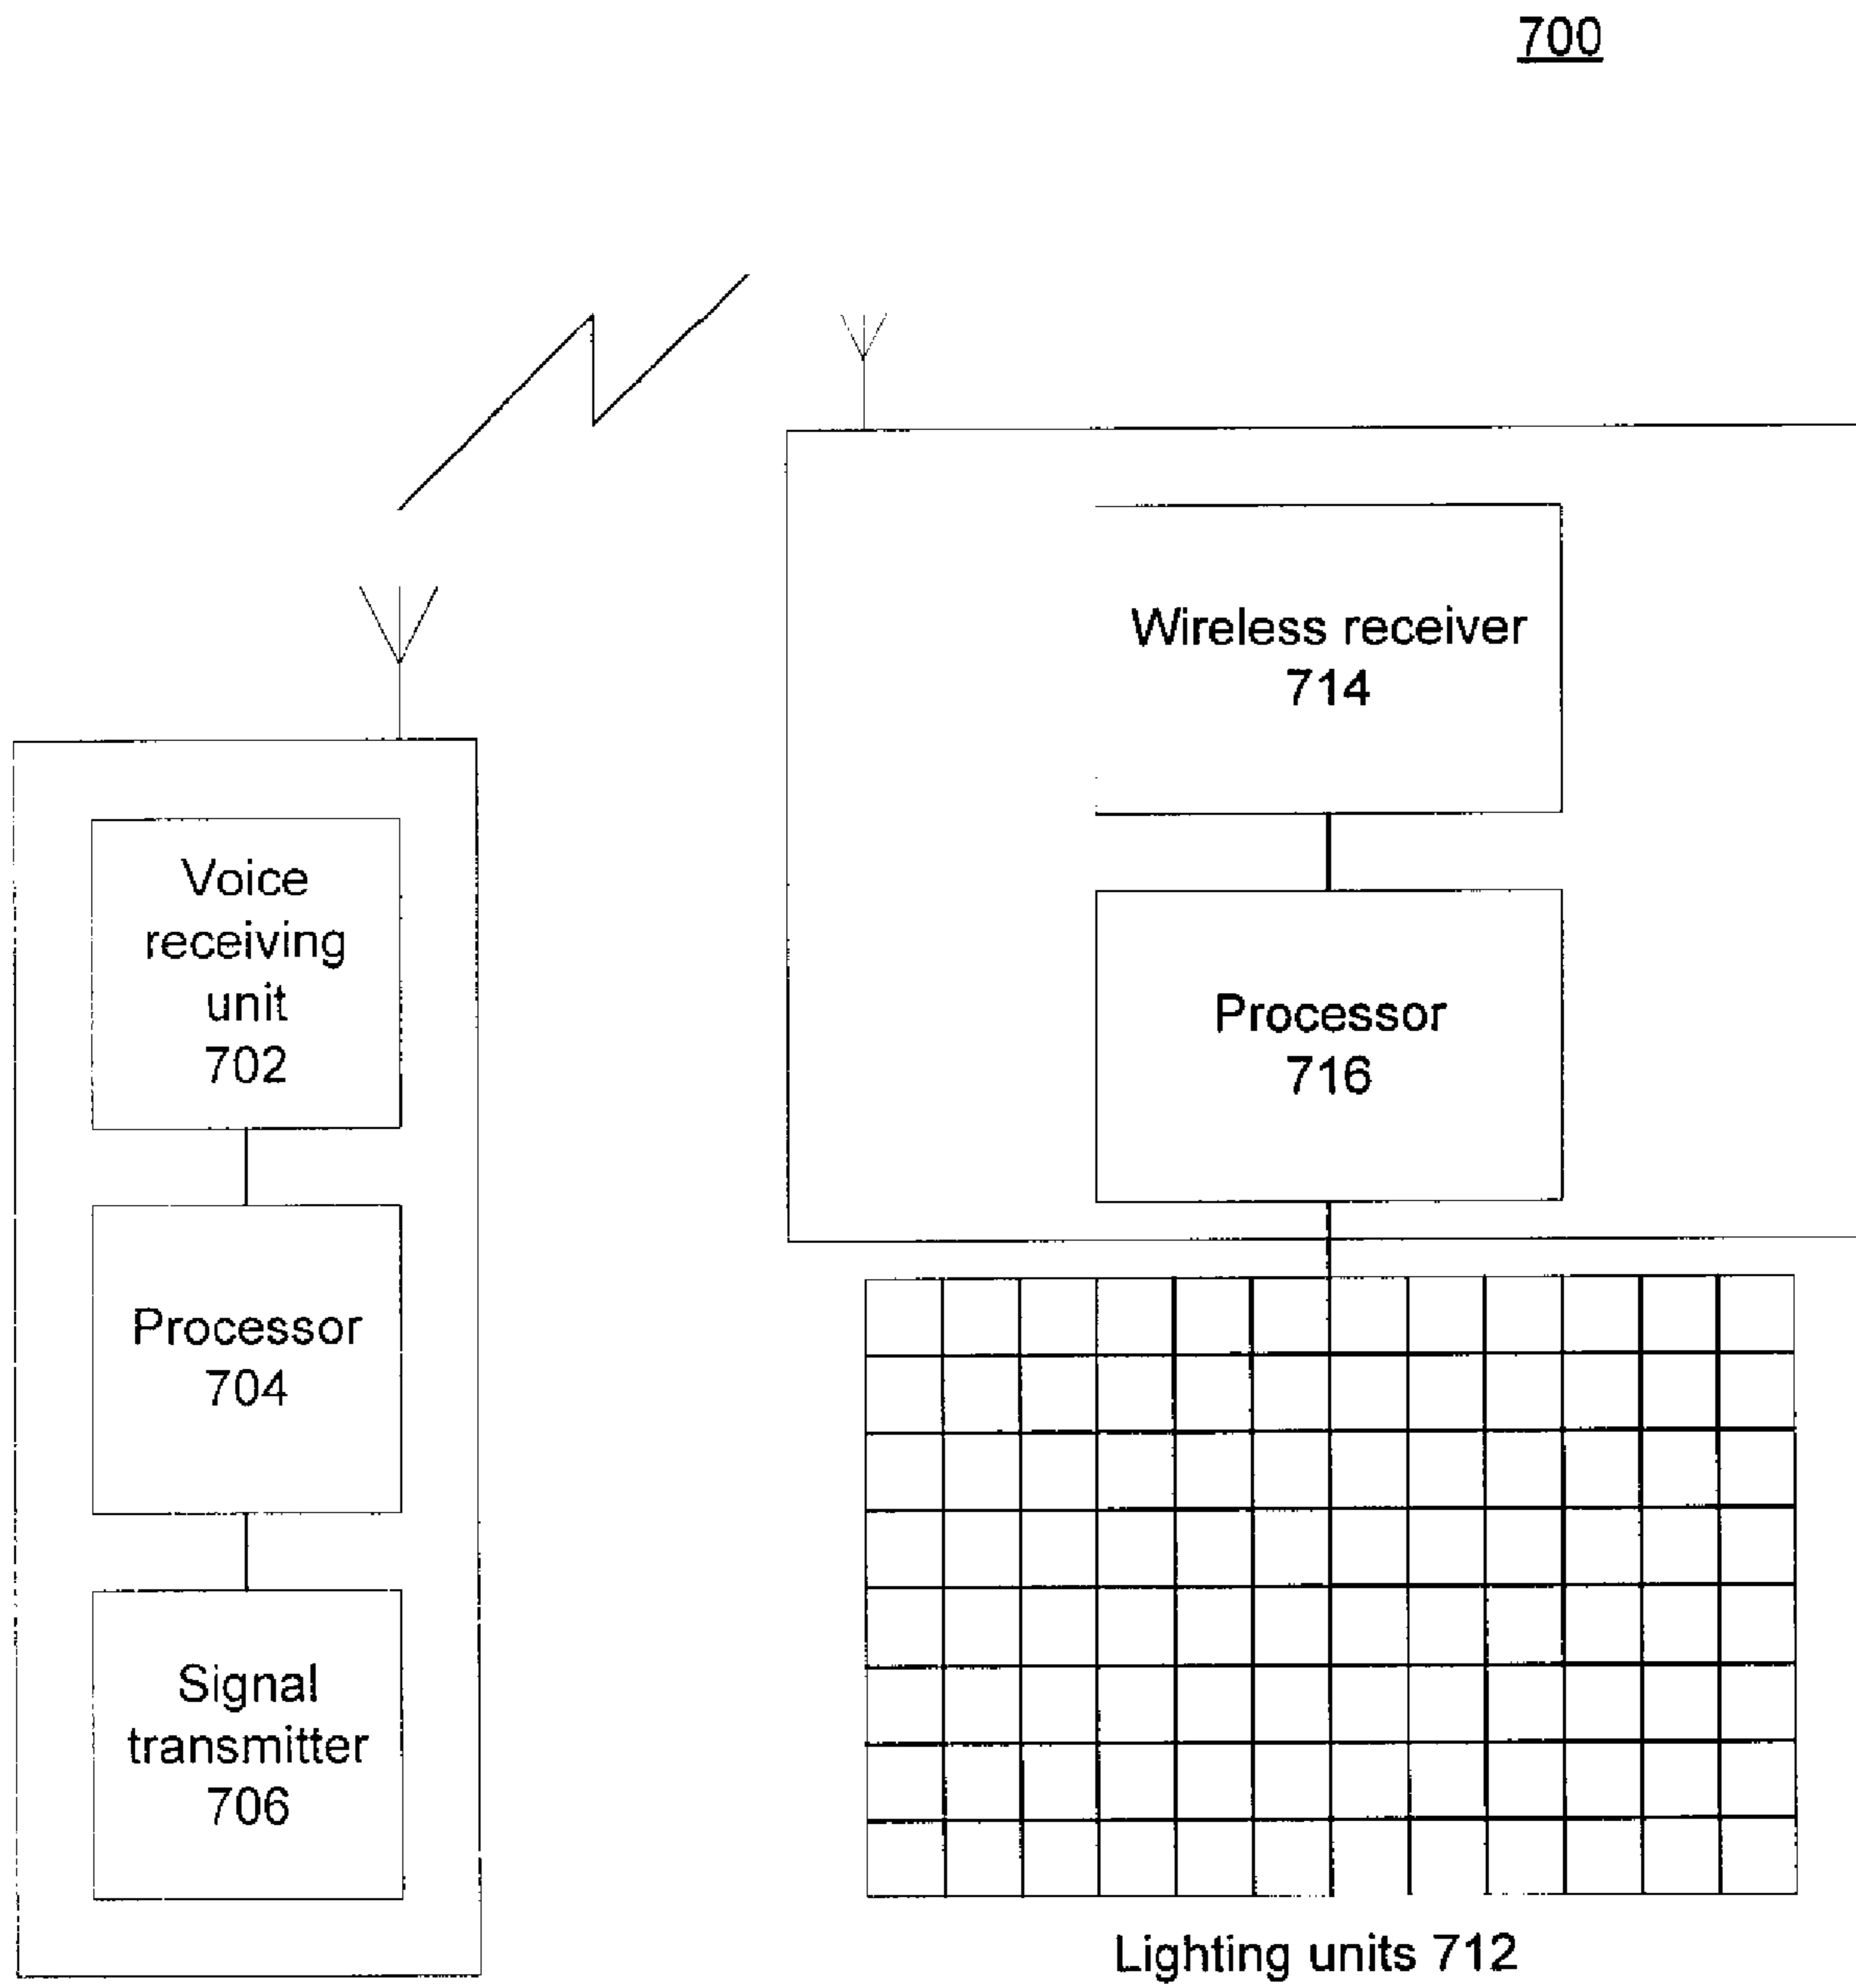 700
Wireless receiver
714
Processor
716
Voice
receiving
unit
702
Processor
704
Signal
transmitter
706
Lighting units 712